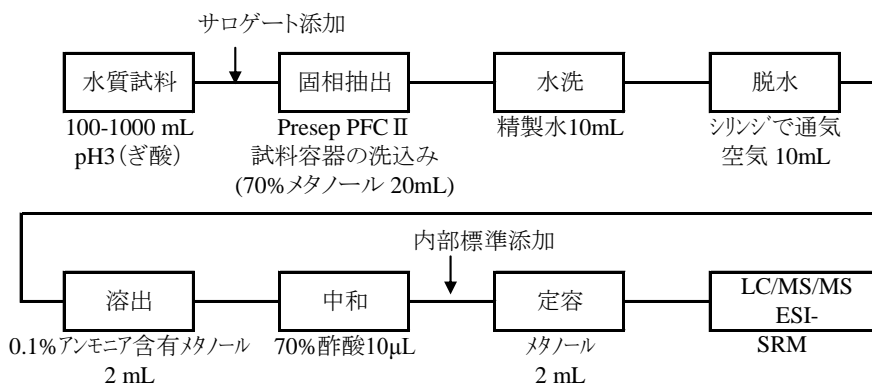 サロゲート添加
水質試料
固相抽出
水洗
脱水
100-1000 mL
pH3（ぎ酸）
Presep PFCⅡ
試料容器の洗込み
(70%メタノール 20mL)
精製水10mL
シリンジで通気
空気 10mL
内部標準添加
溶出
中和
定容
LC/MS/MS
ESI-
SRM
0.1%アンモニア含有メタノール
2 mL
70%酢酸10μL
メタノール
2 mL